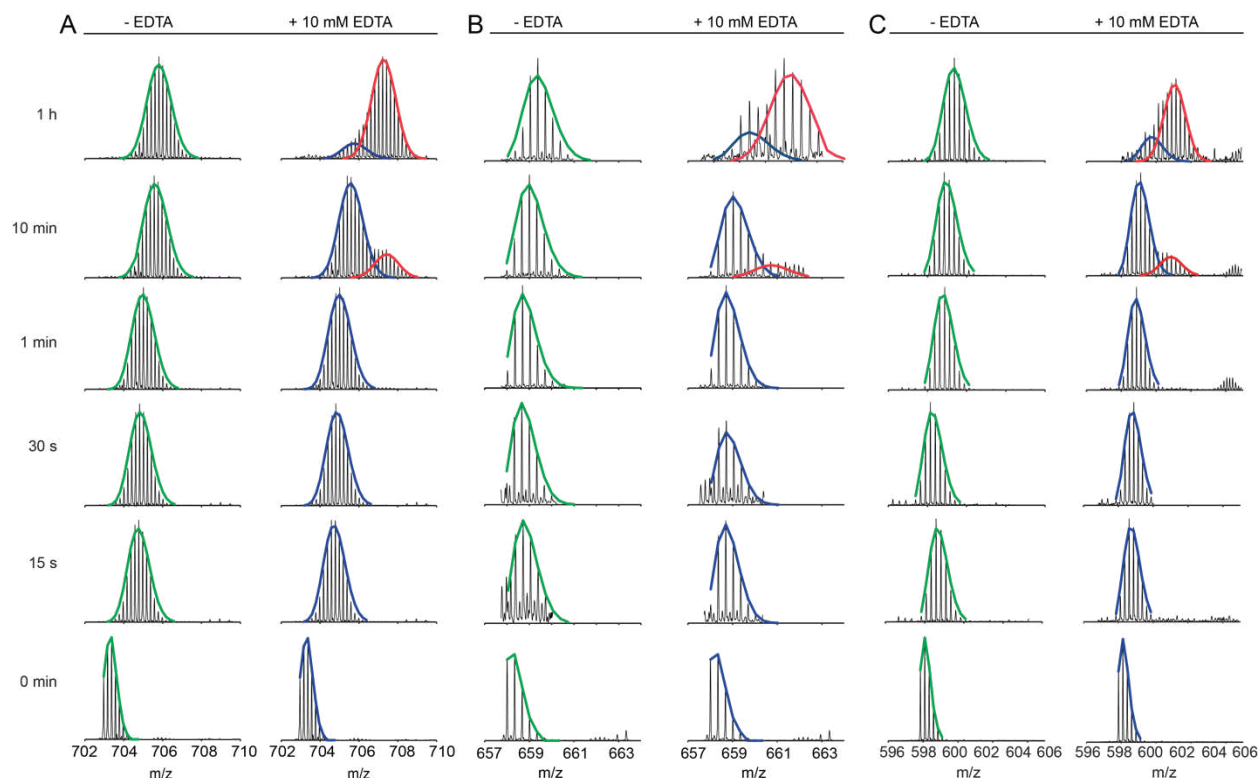 A - EDTA + 10 mM EDTA B - EDTA + 10 mM EDTA C - EDTA + 10 mM EDTA
1 h
10 min
1 min
30 s
15 s
0 min
702 704 706 708 710 702 704 706 708 710 657 659 661 663 657 659 661 663 596 598 600 602 604 606 596 598 600 602 604 606
m/z m/z m/z m/z m/z m/z